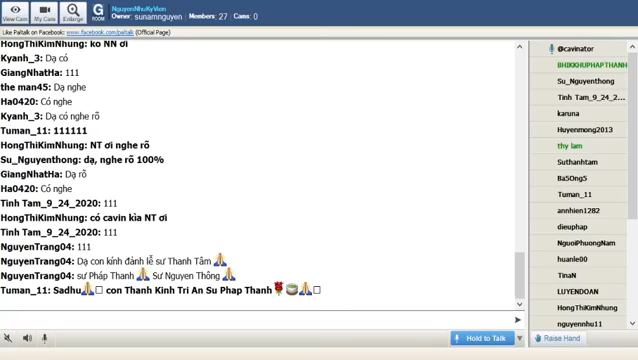 View Cam
My Cam
Enlarge
G
ROOM
NguyenNhuKyVien
Owner: sunamnguyen | Members: 27 Cams: 0
Like Paltalk on Facebook: www.facebook.com/paltalk (Official Page)
HongThiKimNhung: ko NN ơi
Kyanh_3: Dạ có
GiangNhatHa: 111
the man45: Dạ nghe
Ha0420: Có nghe
Kyanh_3: Dạ có nghe rõ
Tuman_11: 111111
HongThiKimNhung: NT ơi nghe rõ
Su_Nguyenthong: dạ, nghe rõ 100%
GiangNhatHa: Dạ rõ
Ha0420: Có nghe
Tinh Tam_9_24_2020: 111
HongThiKimNhung: có cavin kìa NT ơi
Tinh Tam_9_24_2020: 111
NguyenTrang04: 111
NguyenTrang04: Dạ con kính đảnh lễ sư Thanh Tâm 🙏
NguyenTrang04: sư Pháp Thanh 🙏 Sư Nguyen Thông 🙏
Tuman_11: Sadhu🙏 con Thanh Kinh Tri An Su Phap Thanh🌹🍵🙏
@cavinator
BHIKKHUPHAPTHANH
Su_Nguyenthong
Tinh Tam_9_24_2...
karuna
Huyenmong2013
thy lam
Suthanhtam
Ba5Ong5
Tuman_11
annhien1282
dieuphap
NguoiPhuongNam
huanle00
TinaN
LUYENDOAN
HongThiKimNhung
nguyennhu11
Hold to Talk
Raise Hand